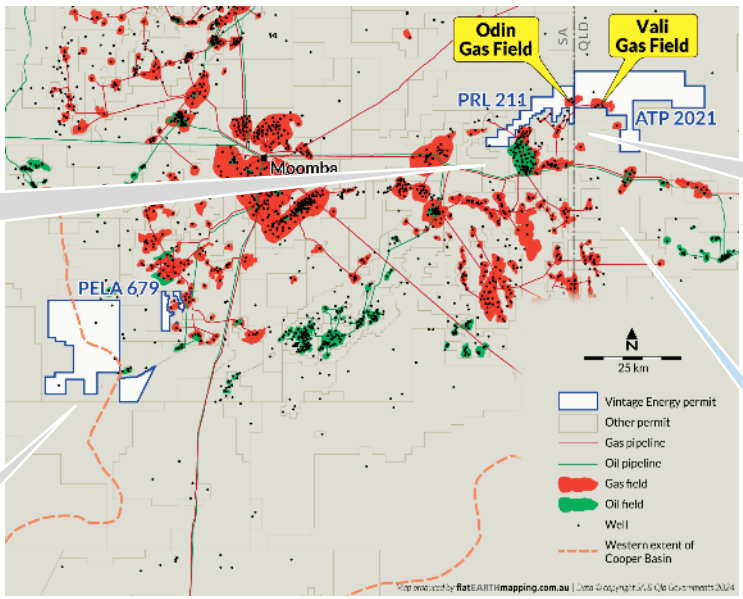 Odin
Gas Field
SA
QLD
Vali
Gas Field
PRL 211
ATP 2021
Moomba
PELA 679
N
25 km
Vintage Energy permit
Other permit
Gas pipeline
Oil pipeline
Gas field
Oil field
Well
Western extent of
Cooper Basin
Map produced by flatEARTHmapping.com.au | Data © copyright SA & Qld Governments 2024